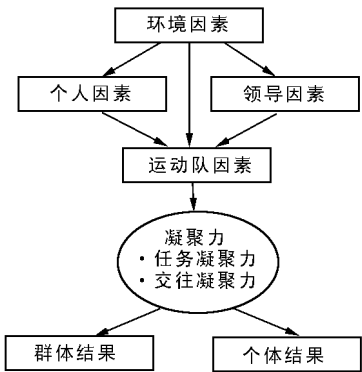 环境因素
个人因素
领导因素
运动队因素
凝聚力
·任务凝聚力
·交往凝聚力
群体结果
个体结果